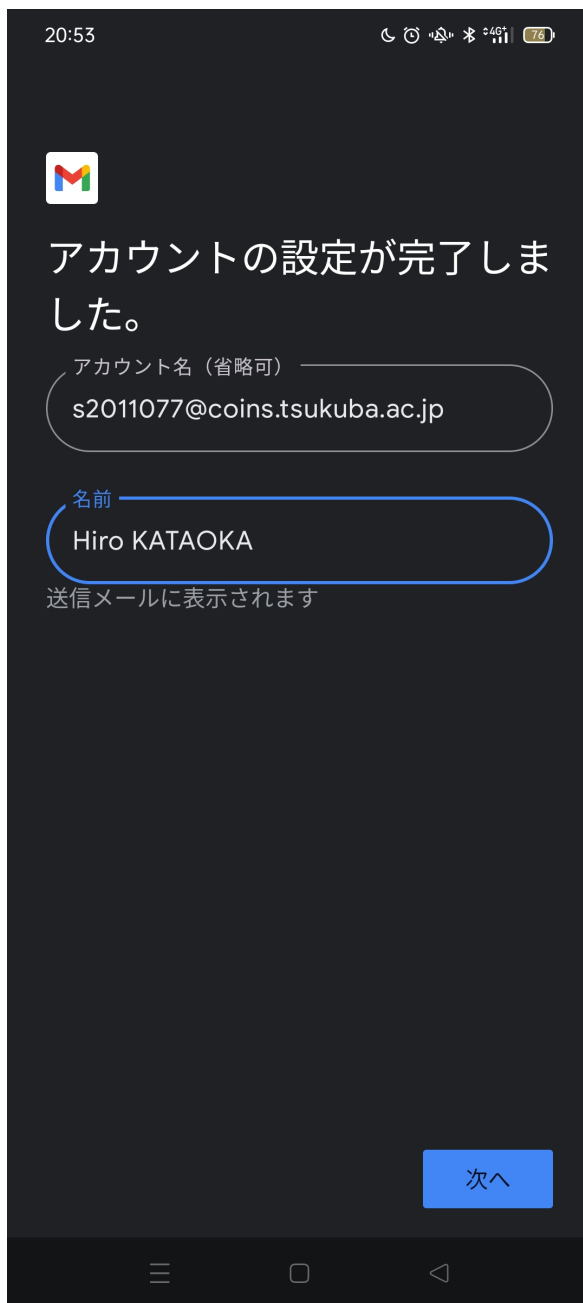 20:53
4G+
76
アカウントの設定が完了しま
した。
アカウント名（省略可）
s2011077@coins.tsukuba.ac.jp
名前
Hiro KATAOKA
送信メールに表示されます
次へ